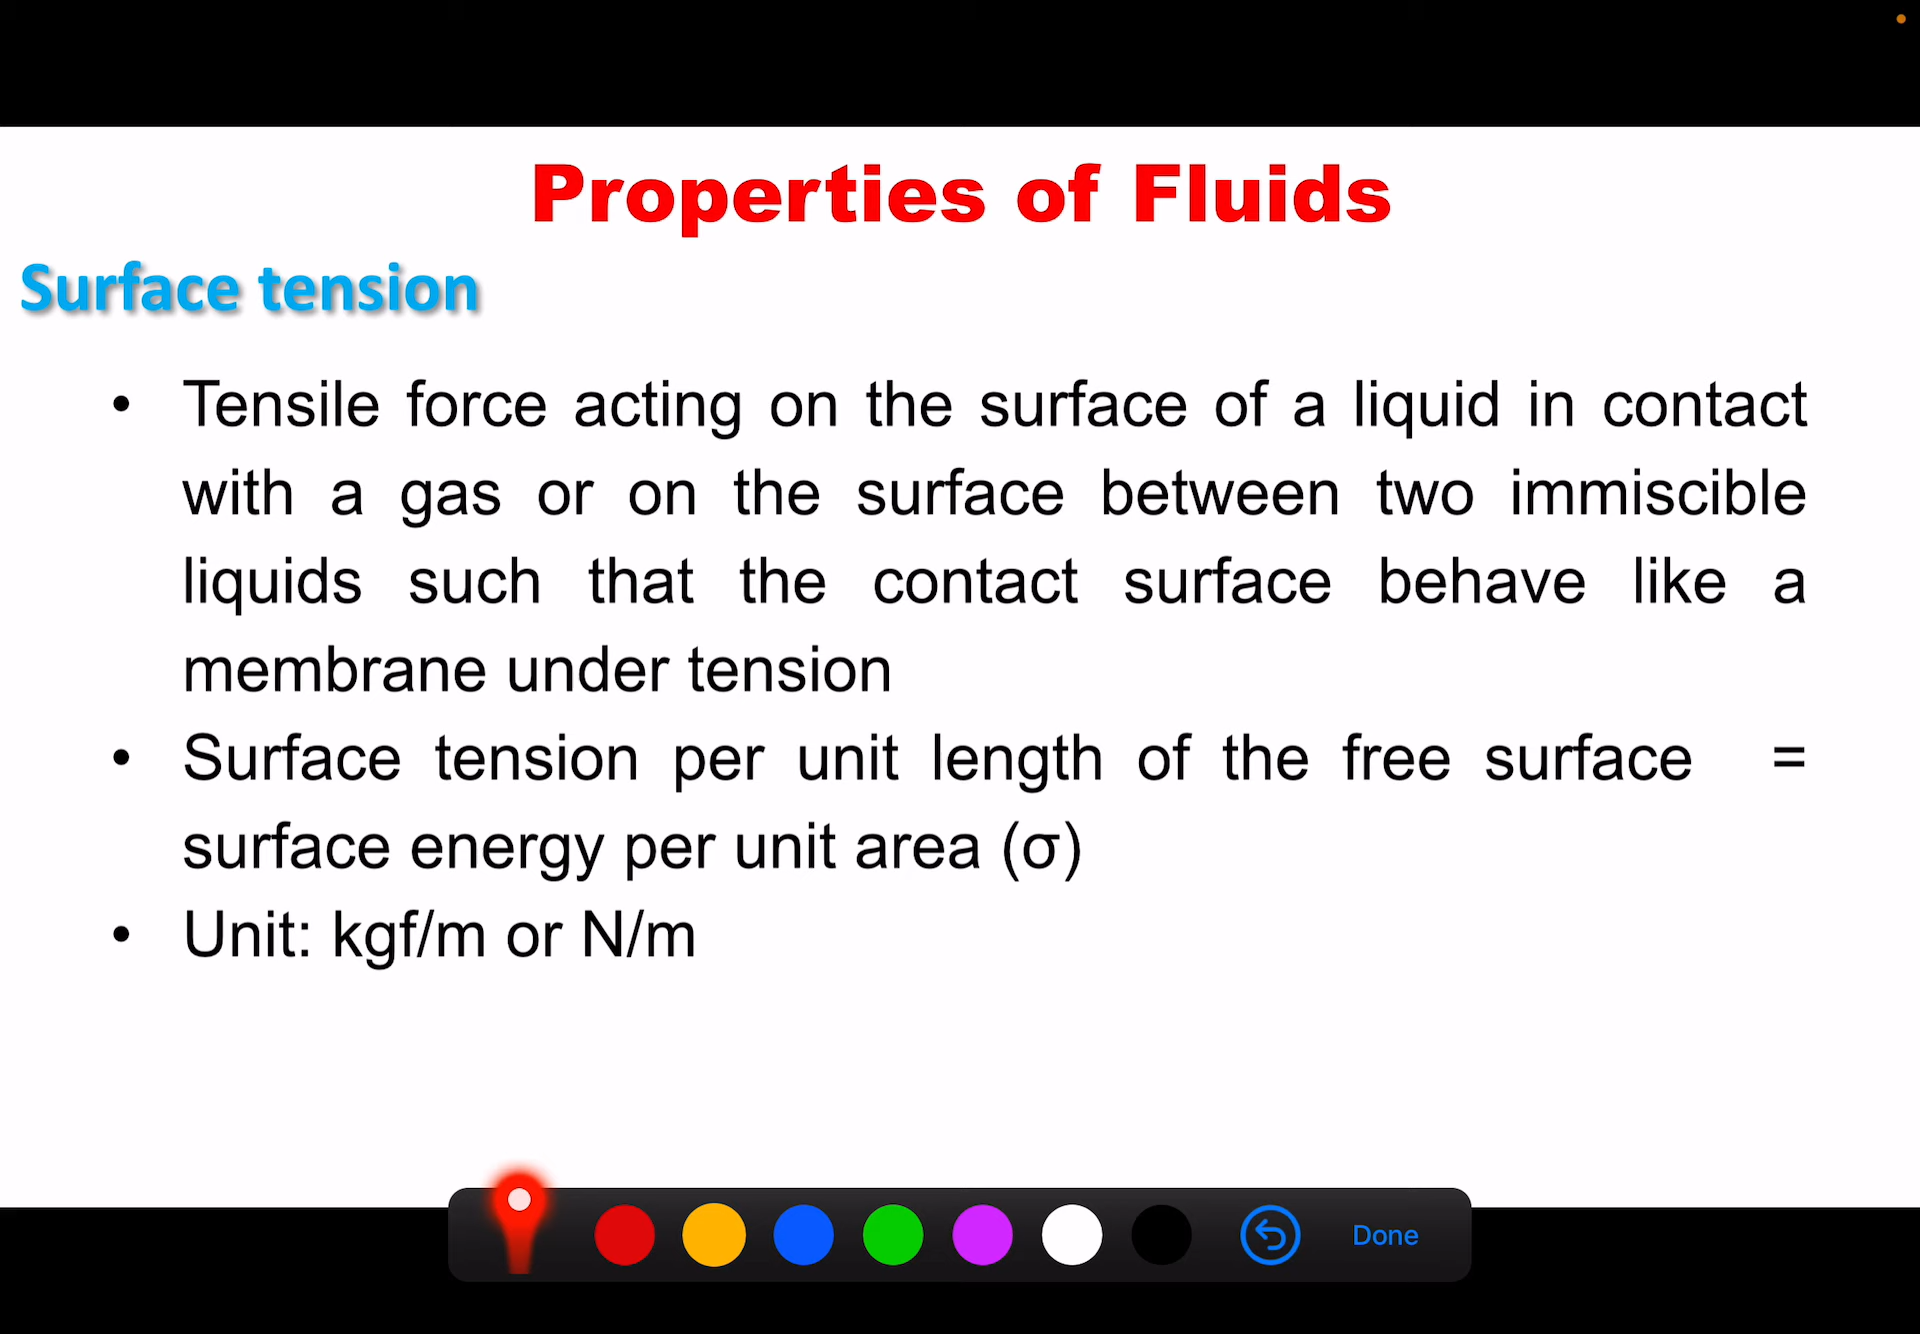 Properties of Fluids
Surface tension
• Tensile force acting on the surface of a liquid in contact
with a gas or on the surface between two immiscible
liquids such that the contact surface behave like a
membrane under tension
• Surface tension per unit length of the free surface =
surface energy per unit area (σ)
• Unit: kgf/m or N/m
Done